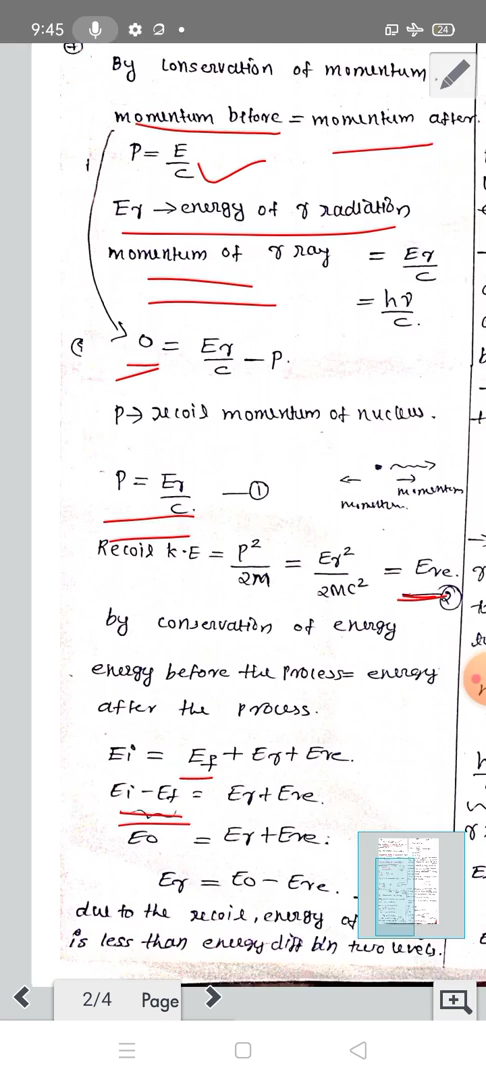 9:45
24
By conservation of momentum
momentum before = momentum after.
P = E/c
Eγ → energy of γ radiation
momentum of γ ray = Eγ/c
= hν/c.
0 = Eγ/c - P.
P → recoil momentum of nucleus.
P = Eγ/c. —①
momentum
momentum.
Recoil K.E = P²/2M = Eγ²/2Mc² = Ere. ②
by conservation of energy
energy before the process = energy
after the process.
Ei = Ef + Eγ + Ere.
Ei - Ef = Eγ + Ere.
E0 = Eγ + Ere.
Eγ = E0 - Ere.
due to the recoil, energy of
is less than energy diff b/n two levels.
2/4 Page